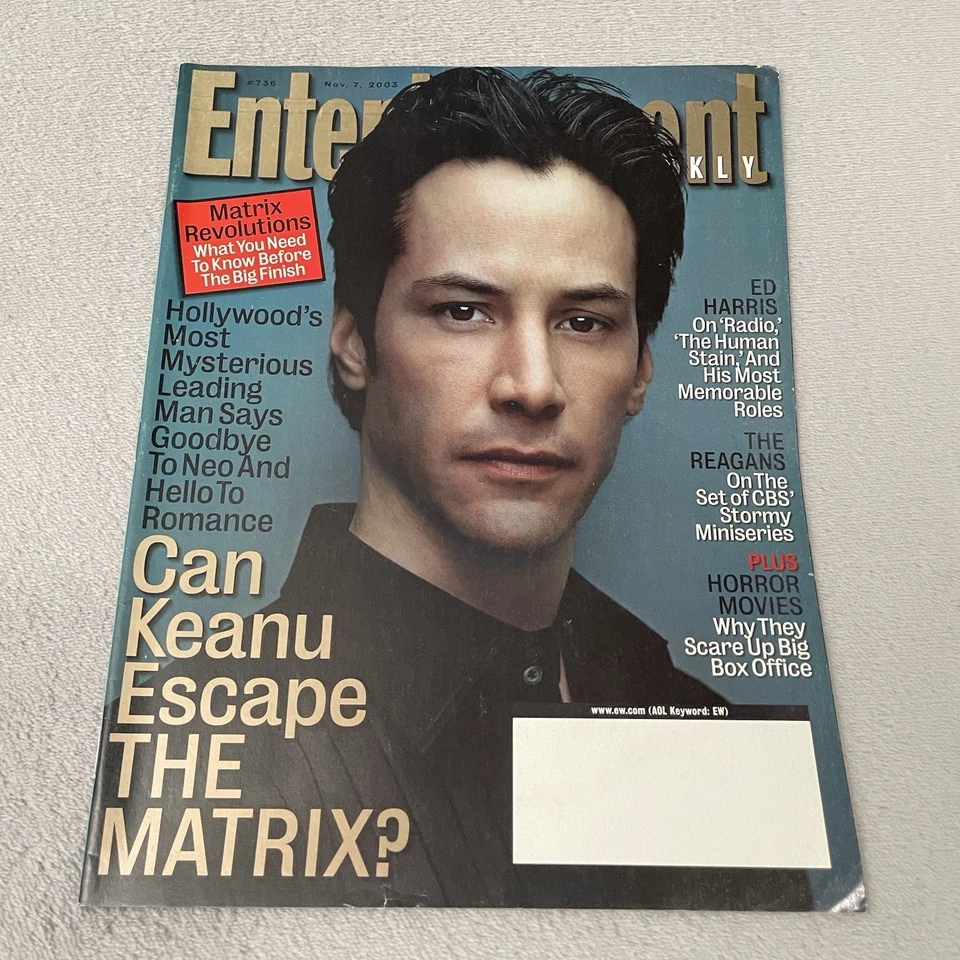 #736 Nov. 7, 2003
Enter ent
KLY
Matrix
Revolutions
What You Need
To Know Before
The Big Finish
Hollywood's
Most
Mysterious
Leading
Man Says
Goodbye
To Neo And
Hello To
Romance
Can
Keanu
Escape
THE
MATRIX?
ED
HARRIS
On 'Radio,'
'The Human
Stain,' And
His Most
Memorable
Roles
THE
REAGANS
On The
Set of CBS'
Stormy
Miniseries
PLUS
HORROR
MOVIES
Why They
Scare Up Big
Box Office
www.ew.com (AOL Keyword: EW)